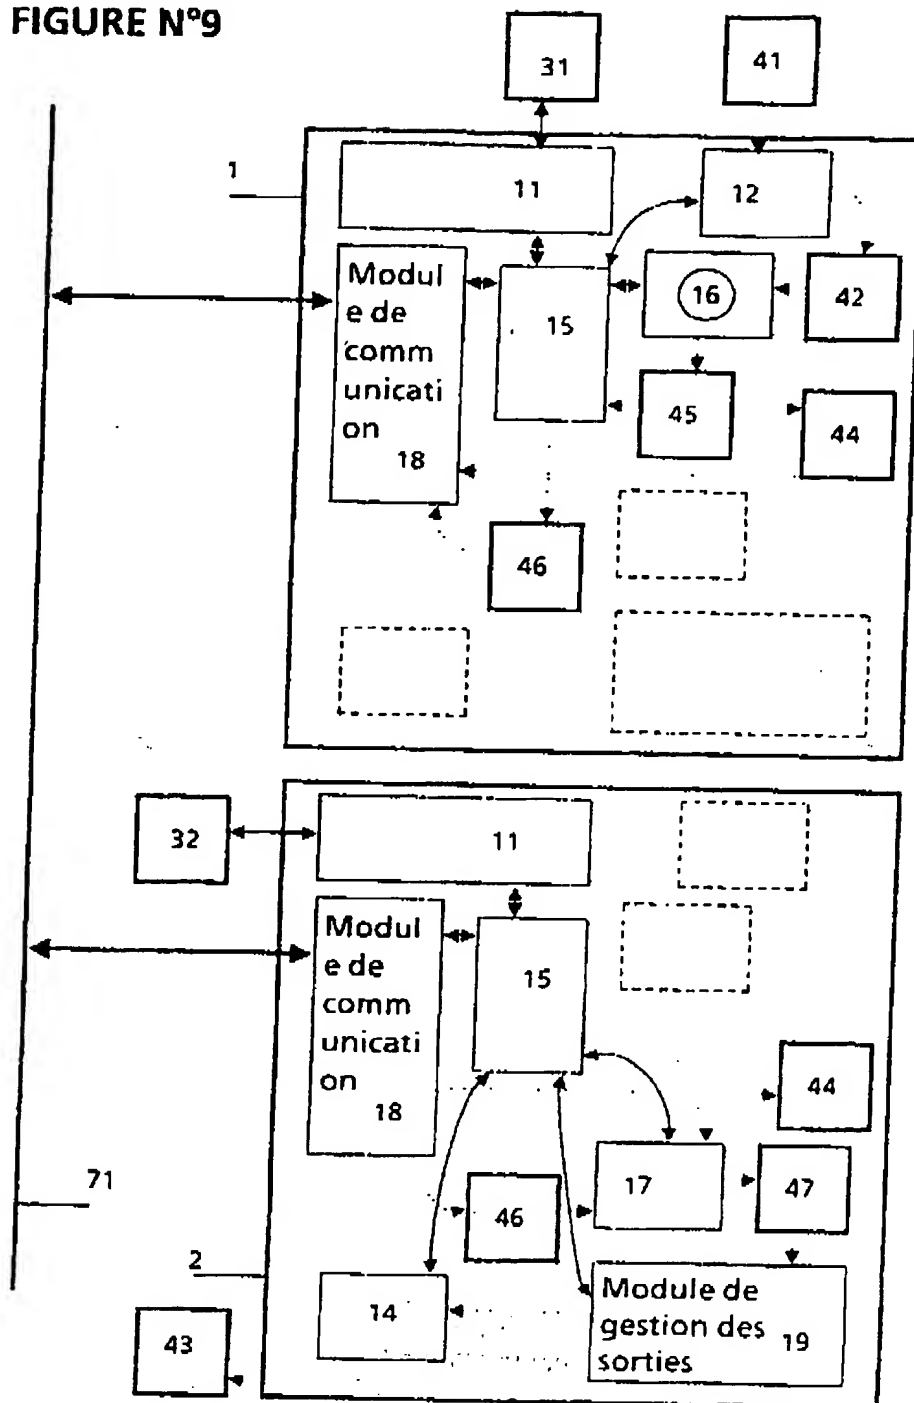 FIGURE N°9
31
41
1
11
12
Modul
e de
comm
unicati
on
18
15
16
42
45
44
46
32
11
Modul
e de
comm
unicati
on
18
15
44
71
17
47
46
2
14
Module de
gestion des
sorties
19
43